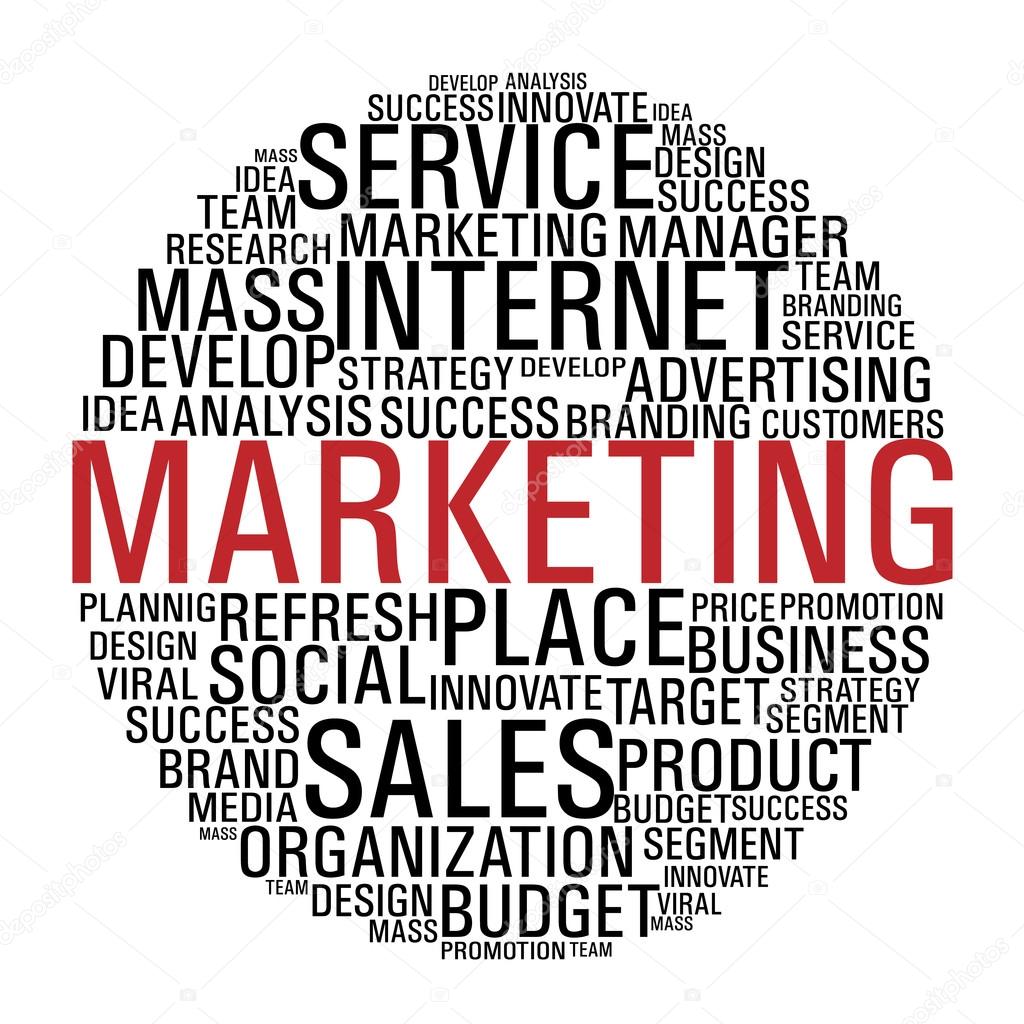 DEVELOP ANALYSIS
SUCCESS INNOVATE IDEA
MASS SERVICE MASS
IDEA DESIGN
TEAM SUCCESS
RESEARCH MARKETING MANAGER
MASS INTERNET TEAM
BRANDING
SERVICE
DEVELOP STRATEGY DEVELOP ADVERTISING
IDEA ANALYSIS SUCCESS BRANDING CUSTOMERS
MARKETING
PLANNIG REFRESH PLACE PRICE PROMOTION
DESIGN BUSINESS
VIRAL SOCIAL INNOVATE TARGET STRATEGY
SUCCESS SEGMENT
BRAND SALES PRODUCT
MEDIA BUDGET SUCCESS
MASS ORGANIZATION SEGMENT
TEAM INNOVATE
DESIGN BUDGET VIRAL
MASS MASS
PROMOTION TEAM
depositphotos